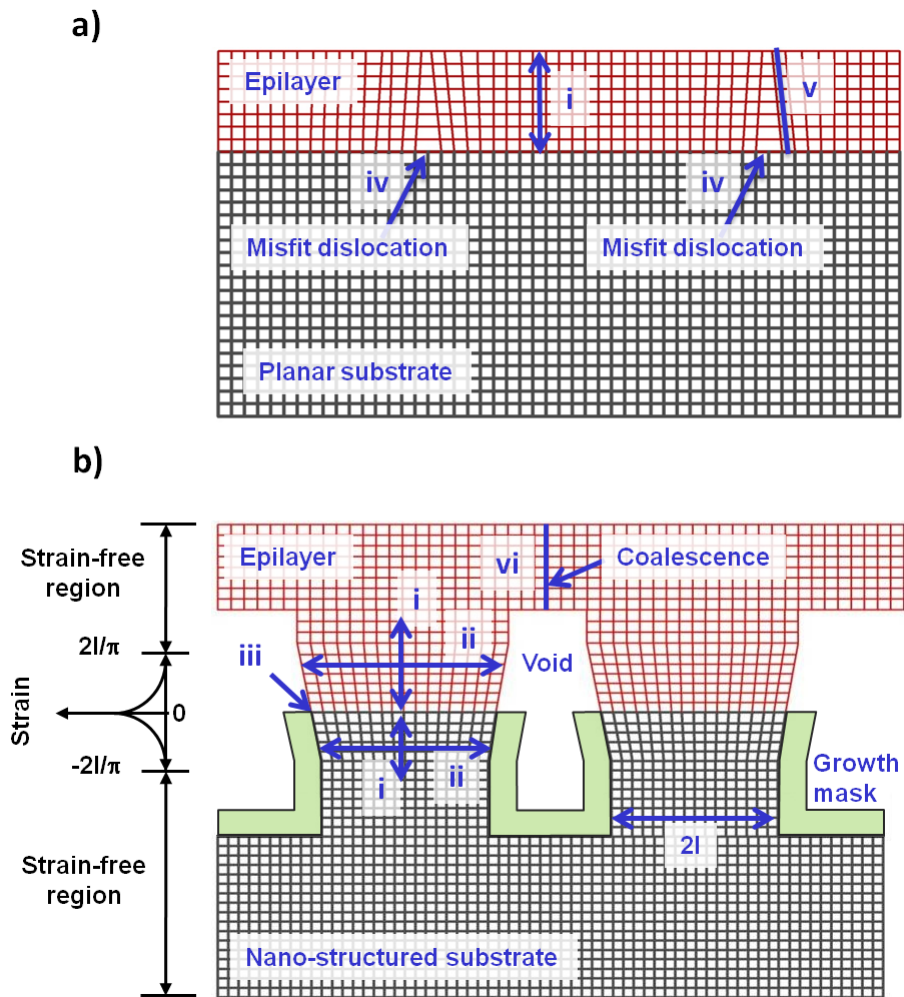 a)
Epilayer
i
v
iv
iv
Misfit dislocation
Misfit dislocation
Planar substrate
b)
Strain-free
region
Epilayer
vi
Coalescence
i
ii
2l/π
iii
Void
Strain
0
-2l/π
i
ii
Growth
mask
2l
Strain-free
region
Nano-structured substrate